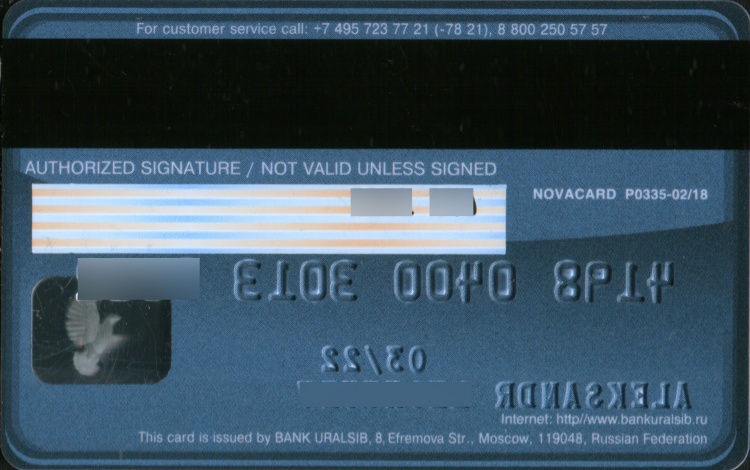 For customer service call: +7 495 723 77 21 (-78 21), 8 800 250 57 57
AUTHORIZED SIGNATURE / NOT VALID UNLESS SIGNED
NOVACARD P0335-02/18
4198 0400 3013
03/22
ALEKSANDR
Internet: http//www.bankuralsib.ru
This card is issued by BANK URALSIB, 8, Efremova Str., Moscow, 119048, Russian Federation